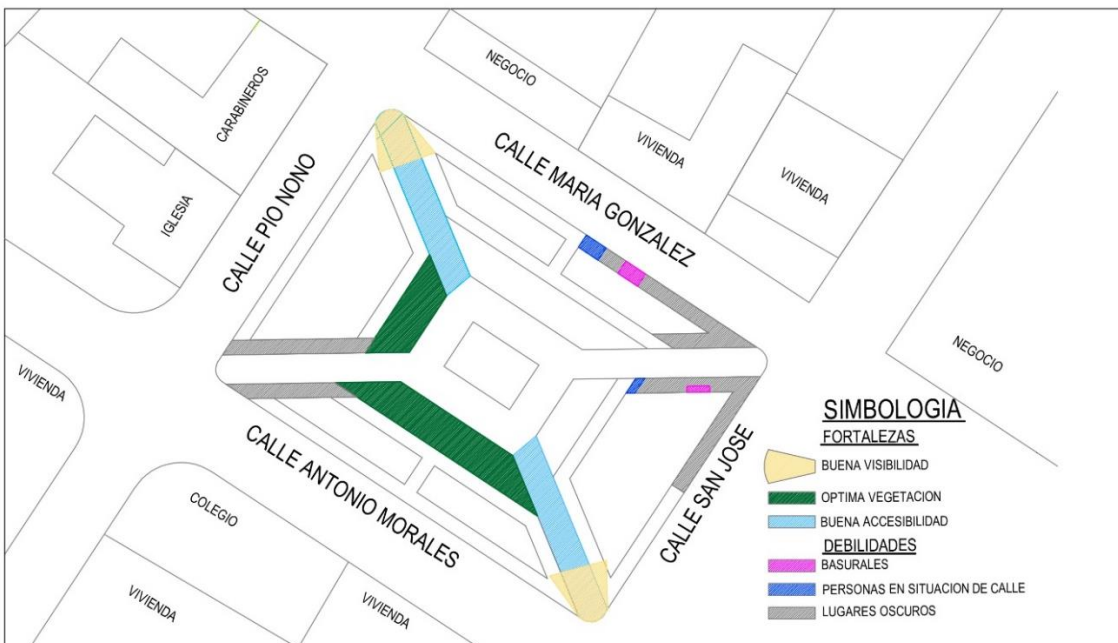 NEGOCIO
CARABINEROS
VIVIENDA
VIVIENDA
CALLE MARIA GONZALEZ
IGLESIA
CALLE PIO NONO
NEGOCIO
VIVIENDA
CALLE ANTONIO MORALES
CALLE SAN JOSE
COLEGIO
VIVIENDA
VIVIENDA
SIMBOLOGIA
FORTALEZAS
BUENA VISIBILIDAD
OPTIMA VEGETACION
BUENA ACCESIBILIDAD
DEBILIDADES
BASURALES
PERSONAS EN SITUACION DE CALLE
LUGARES OSCUROS